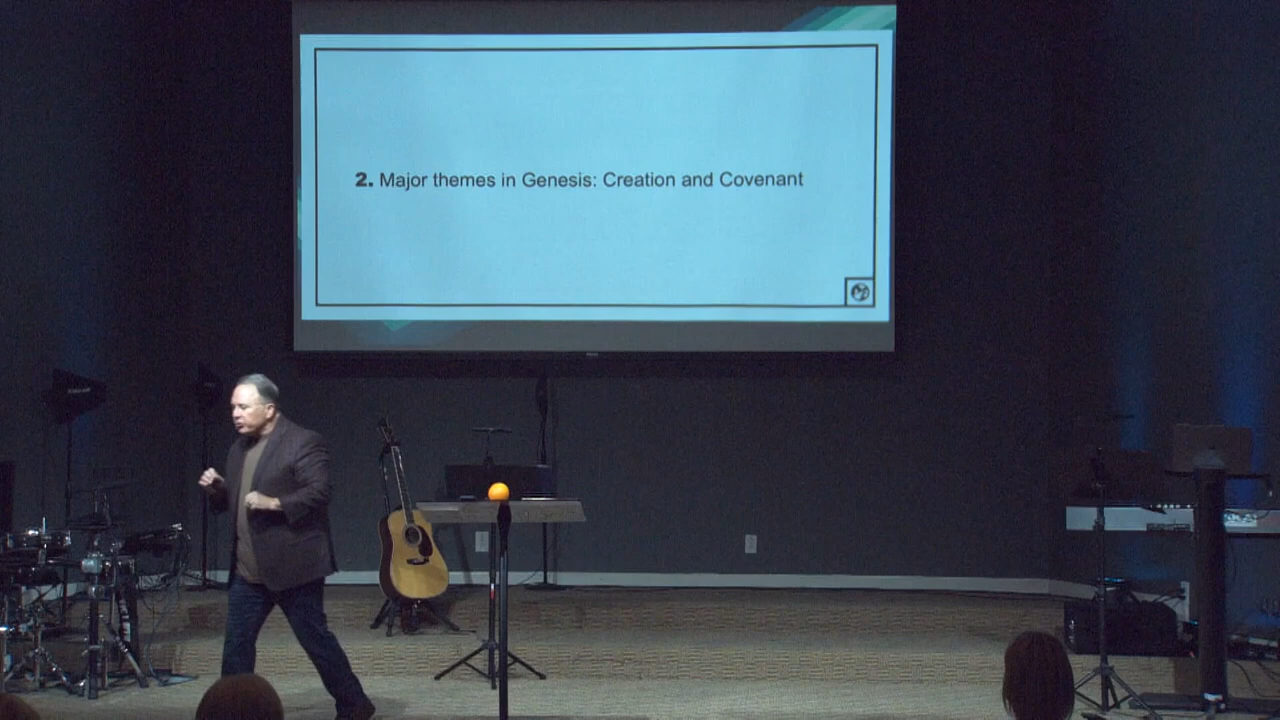 2. Major themes in Genesis: Creation and Covenant